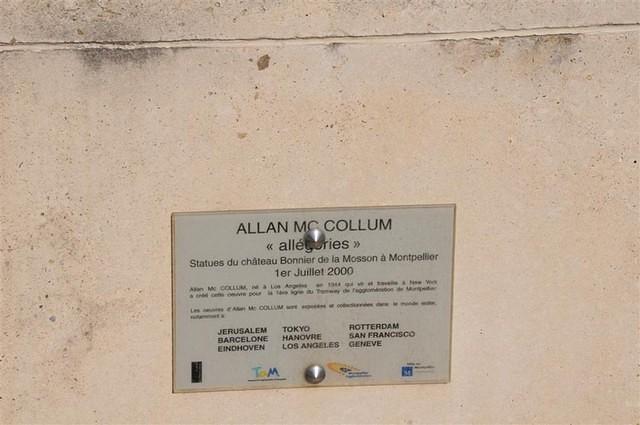 ALLAN MC COLLUM
« allégories »
Statues du château Bonnier de la Mosson à Montpellier
1er Juillet 2000
Allan Mc COLLUM, né à Los Angeles en 1944 qui vit et travaille à New York
a créé cette oeuvre pour la 1ère ligne du Tramway de l'agglomération de Montpellier
Les oeuvres d'Allan Mc COLLUM sont exposées et collectionnées dans le monde entier,
notamment à :
JERUSALEM TOKYO ROTTERDAM
BARCELONE HANOVRE SAN FRANCISCO
EINDHOVEN LOS ANGELES GENEVE
TaM
Montpellier
Agglomération
Montpellier